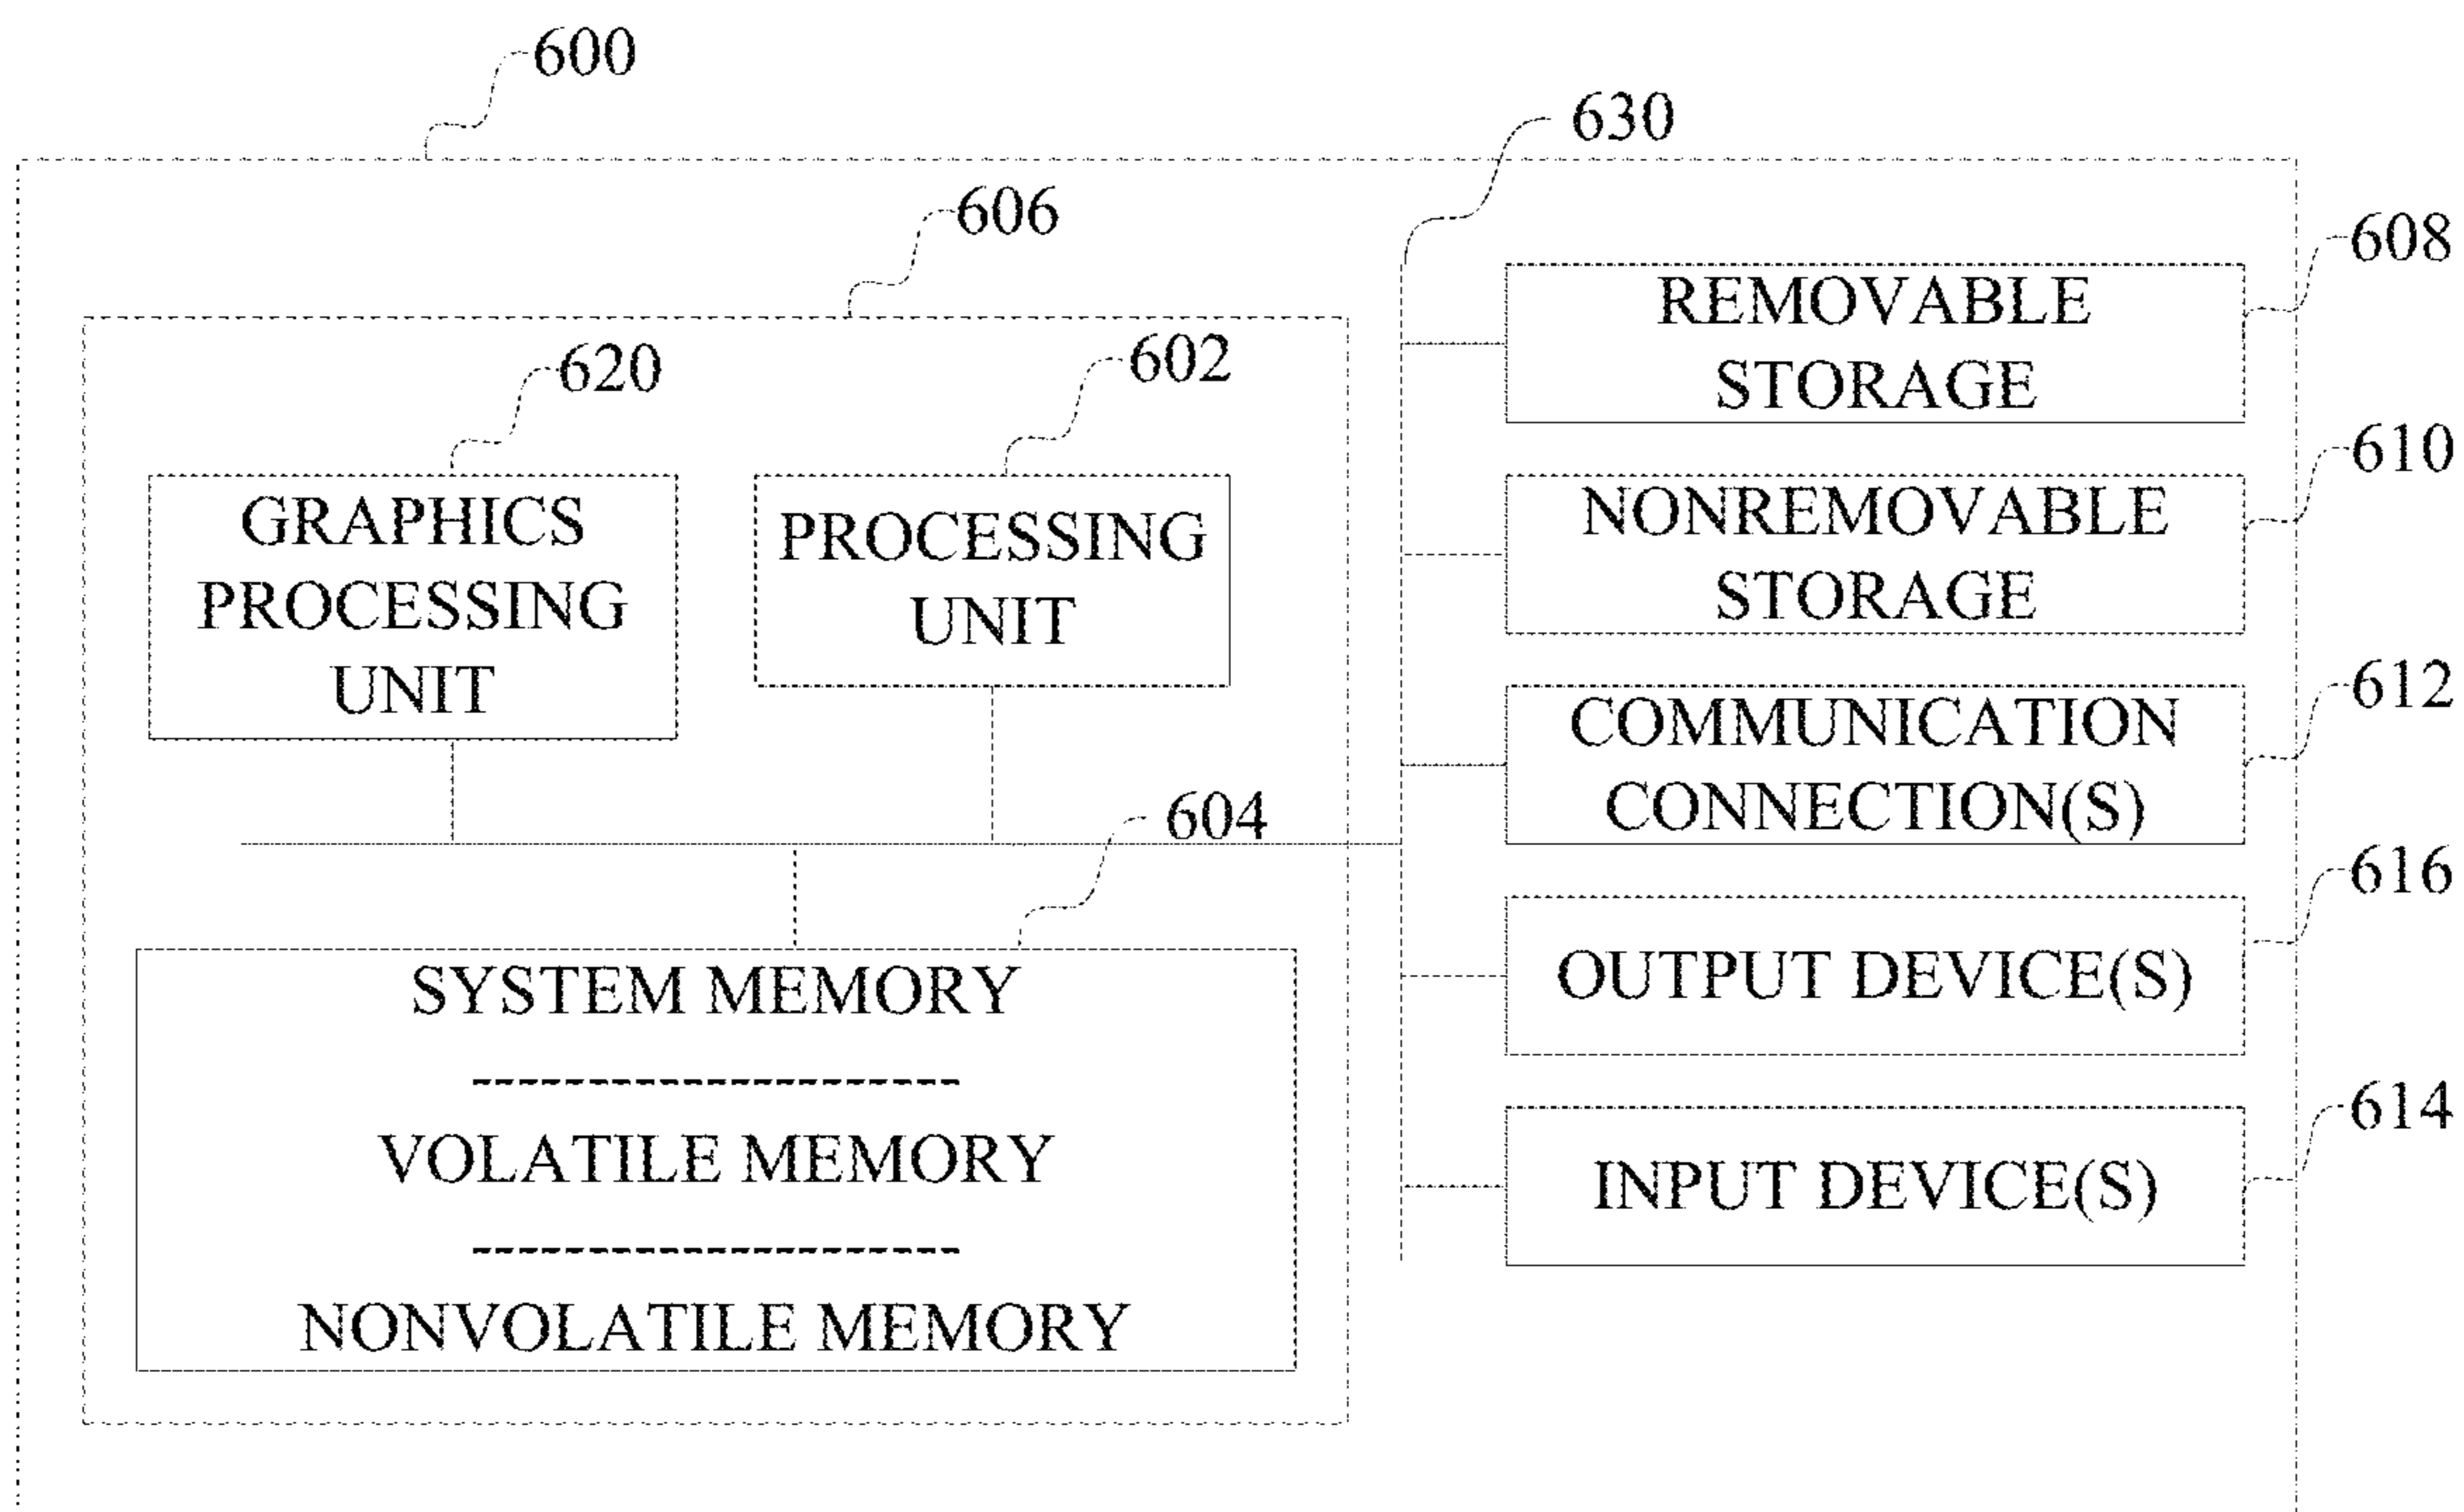 600
630
606
608
REMOVABLE
STORAGE
620
602
610
GRAPHICS
PROCESSING
UNIT
PROCESSING
UNIT
NONREMOVABLE
STORAGE
612
COMMUNICATION
CONNECTION(S)
604
616
OUTPUT DEVICE(S)
SYSTEM MEMORY
VOLATILE MEMORY
NONVOLATILE MEMORY
614
INPUT DEVICE(S)